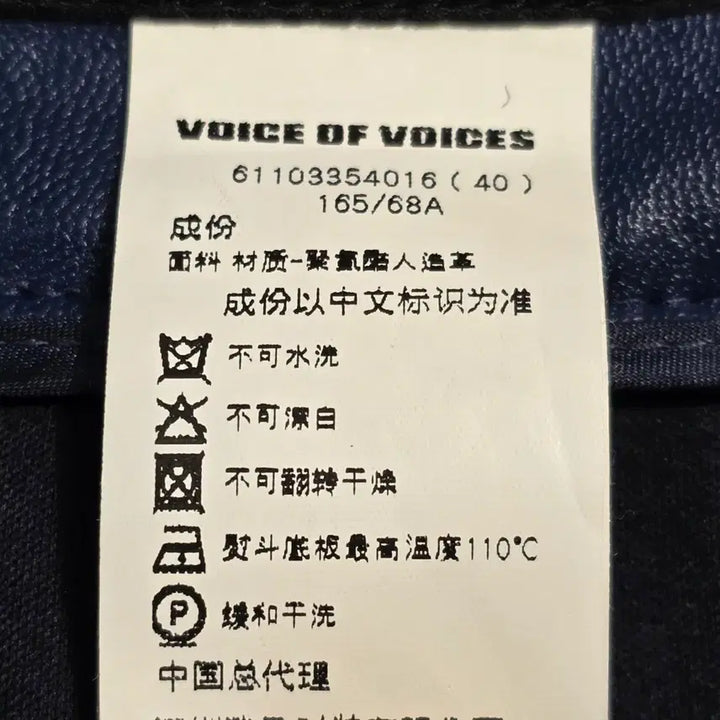 VOICE OF VOICES
61103354016 ( 40 )
165/68A
成份
面料 材质-聚氨酯人造革
成份以中文标识为准
不可水洗
不可漂白
不可翻转干燥
熨斗底板最高温度110℃
P
缓和干洗
中国总代理